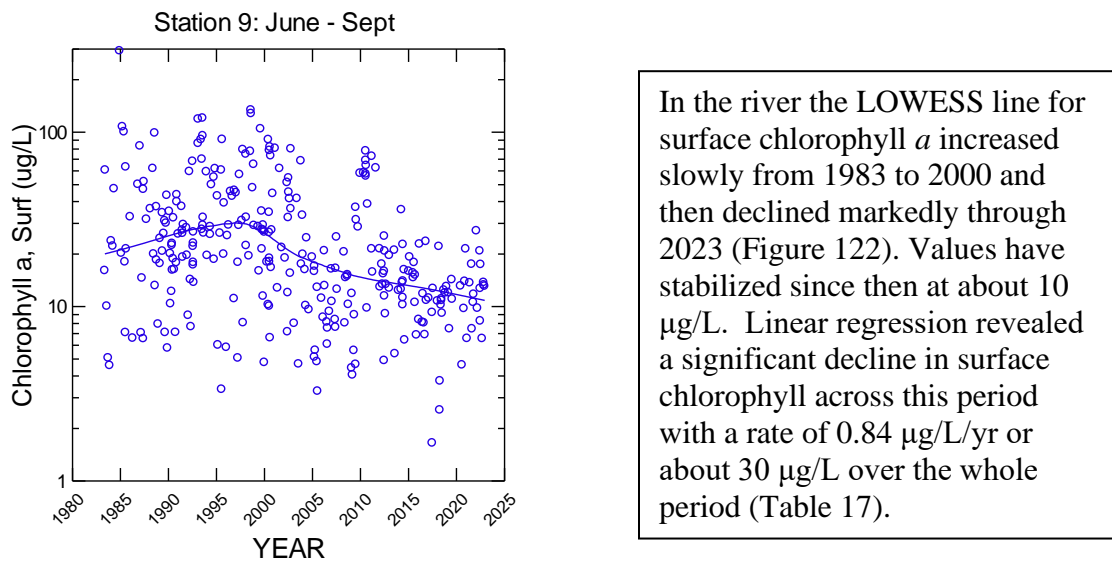 Station 9: June - Sept
Chlorophyll a, Surf (ug/L)
100
10
1
1980
1985
1990
1995
2000
2005
2010
2015
2020
2025
YEAR
In the river the LOWESS line for
surface chlorophyll a increased
slowly from 1983 to 2000 and
then declined markedly through
2023 (Figure 122). Values have
stabilized since then at about 10
µg/L.  Linear regression revealed
a significant decline in surface
chlorophyll across this period
with a rate of 0.84 µg/L/yr or
about 30 µg/L over the whole
period (Table 17).